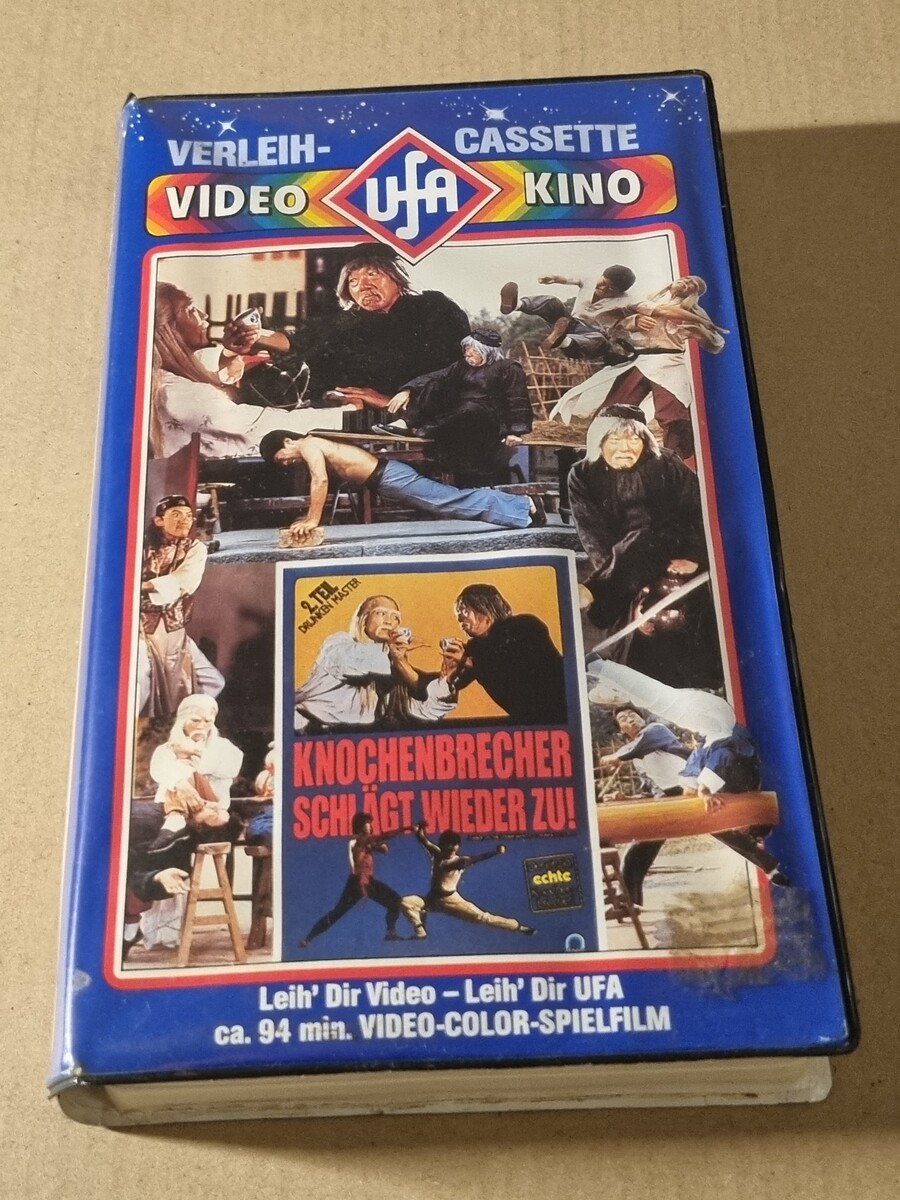 VERLEIH- CASSETTE
VIDEO UFA KINO
2. TEIL
DRUNKEN MASTER
KNOCHENBRECHER
SCHLÄGT WIEDER ZU!
echte
Leih' Dir Video – Leih' Dir UFA
ca. 94 min. VIDEO-COLOR-SPIELFILM